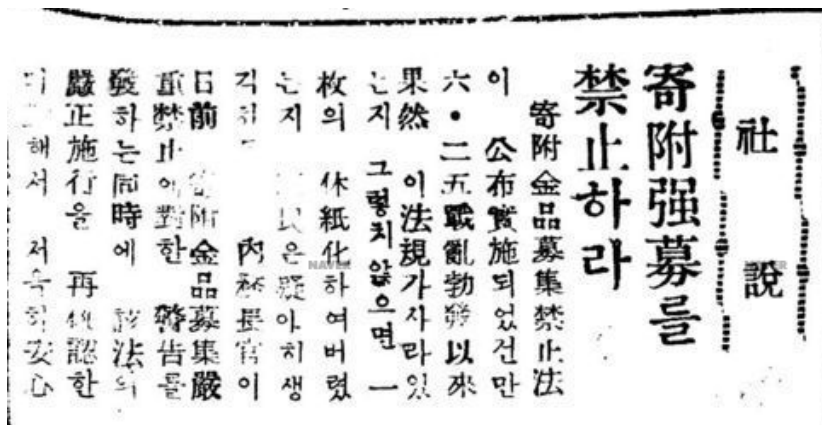 社說
寄附强募를
禁止하라
寄附金品募集禁止法
이 公布實施되었건만
六·二五戰亂勃發以來
果然 이法規가자라있
는지 그렇치않으면 一
枚의 休紙化하여버렸
는지 民은疑아히생
각 內務長官이
日前 寄附金品募集嚴
重禁止에對한 警告를
發하는同時에 該法의
嚴正施行을 再確認한
해서 저윽히安心
NAVER
NAVER